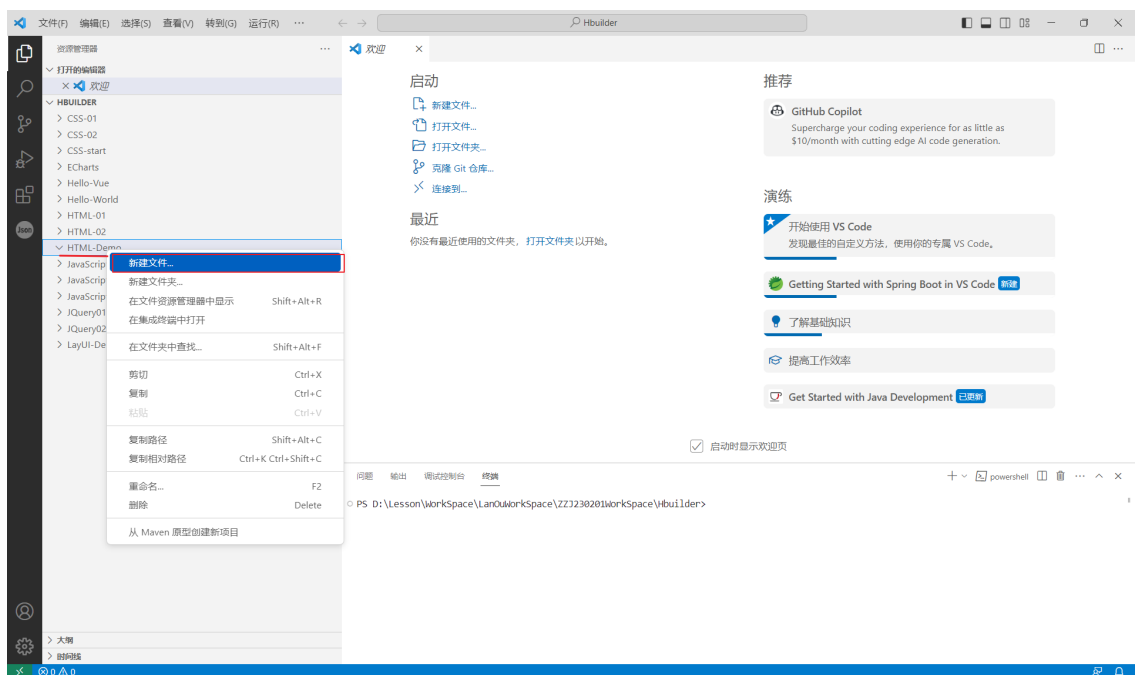 文件(F) 编辑(E) 选择(S) 查看(V) 转到(G) 运行(R) ··· Hbuilder
资源管理器
打开的编辑器
欢迎
HBUILDER
CSS-01
CSS-02
CSS-start
ECharts
Hello-Vue
Hello-World
HTML-01
HTML-02
HTML-Demo
JavaScrip
JavaScrip
JavaScrip
JQuery01
JQuery02
LayUI-De
大纲
时间线
Json
新建文件...
新建文件夹...
在文件资源管理器中显示 Shift+Alt+R
在集成终端中打开
在文件夹中查找... Shift+Alt+F
剪切 Ctrl+X
复制 Ctrl+C
粘贴 Ctrl+V
复制路径 Shift+Alt+C
复制相对路径 Ctrl+K Ctrl+Shift+C
重命名... F2
删除 Delete
从 Maven 原型创建新项目
欢迎
启动
新建文件...
打开文件...
打开文件夹...
克隆 Git 仓库...
连接到...
最近
你没有最近使用的文件夹，打开文件夹以开始。
推荐
GitHub Copilot
Supercharge your coding experience for as little as
$10/month with cutting edge AI code generation.
演练
开始使用 VS Code
发现最佳的自定义方法，使用你的专属 VS Code。
Getting Started with Spring Boot in VS Code 新建
了解基础知识
提高工作效率
Get Started with Java Development 已更新
启动时显示欢迎页
问题 输出 调试控制台 终端 powershell
PS D:\Lesson\WorkSpace\LanOuWorkSpace\ZZJ230201WorkSpace\Hbuilder>
0 0